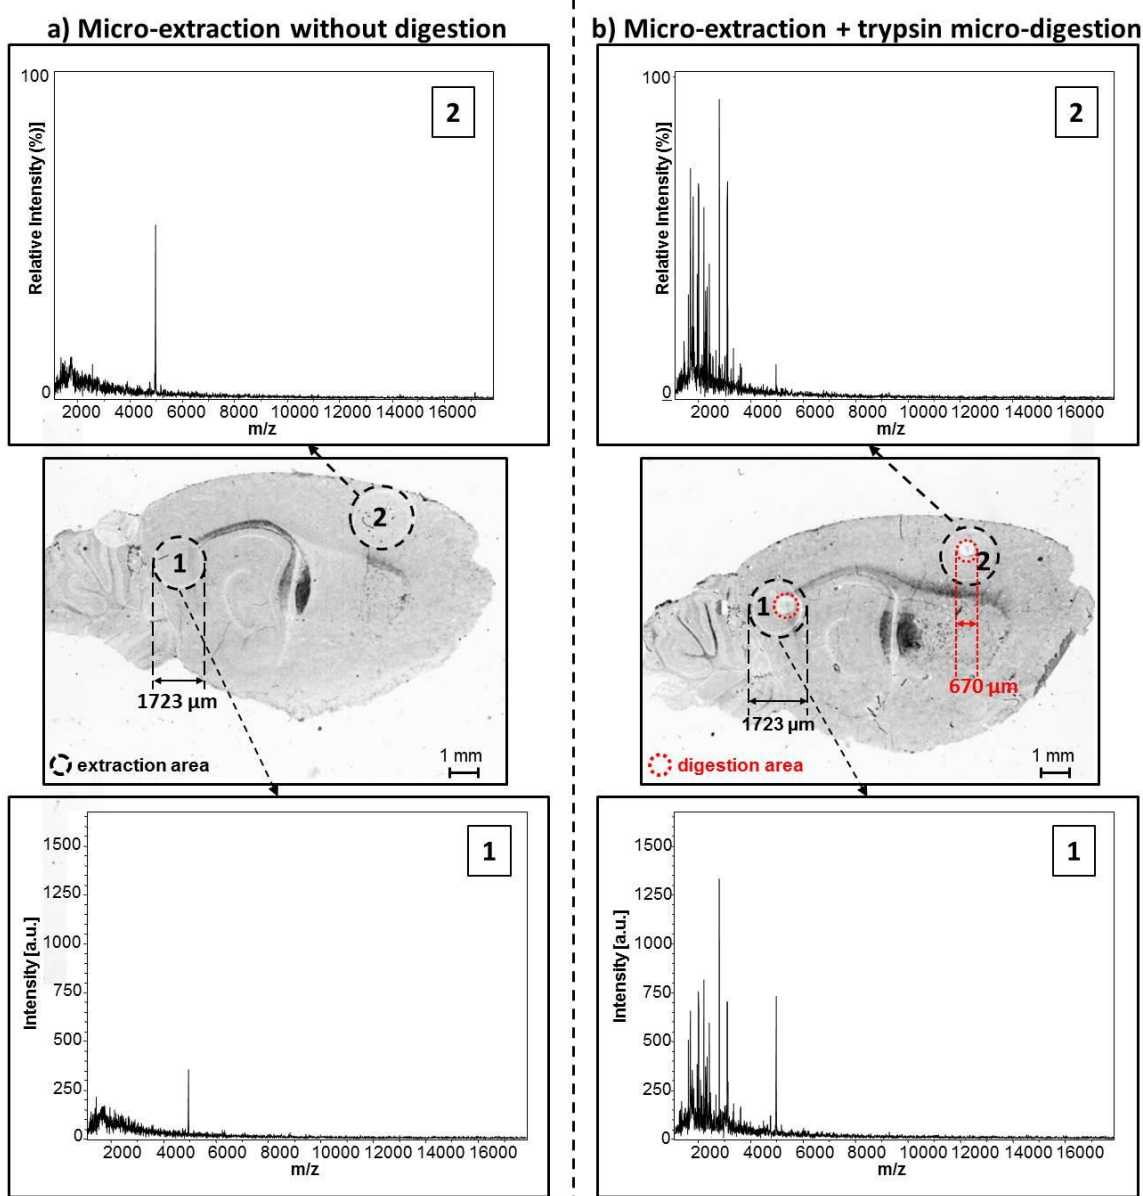 a) Micro-extraction without digestion
100
2
Relative Intensity (%)]
0
2000 4000 6000 8000 10000 12000 14000 16000
m/z
2
1
1723 µm
extraction area
1 mm
1500
1
1250
1000
Intensity [a.u.]
750
500
250
0
2000 4000 6000 8000 10000 12000 14000 16000
m/z
b) Micro-extraction + trypsin micro-digestion
100
2
Relative Intensity (%)]
0
2000 4000 6000 8000 10000 12000 14000 16000
m/z
2
1
670 µm
1723 µm
digestion area
1 mm
1500
1
1250
1000
Intensity [a.u.]
750
500
250
0
2000 4000 6000 8000 10000 12000 14000 16000
m/z